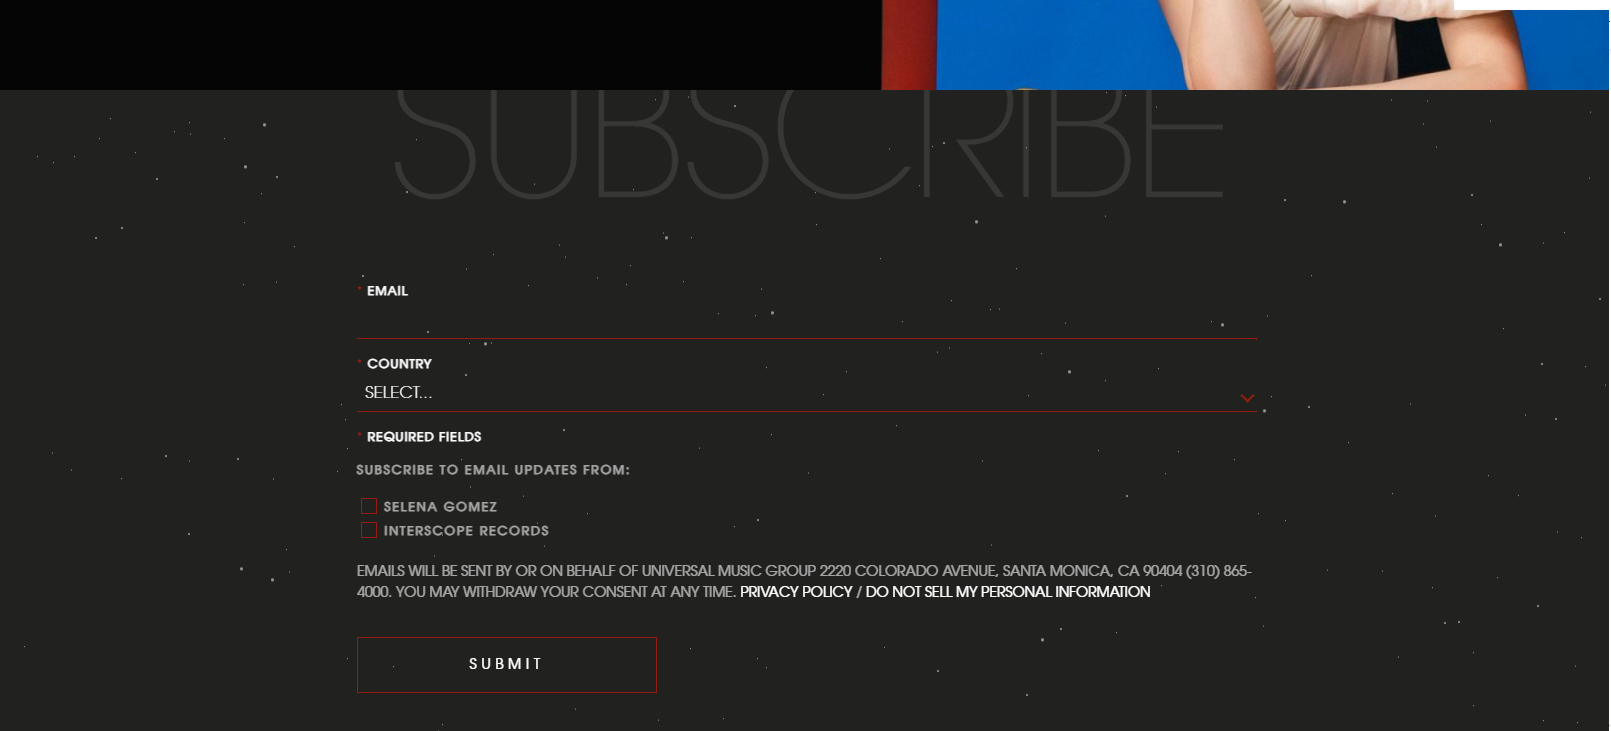 SUBSCRIBE
* EMAIL
* COUNTRY
SELECT...
* REQUIRED FIELDS
SUBSCRIBE TO EMAIL UPDATES FROM:
SELENA GOMEZ
INTERSCOPE RECORDS
EMAILS WILL BE SENT BY OR ON BEHALF OF UNIVERSAL MUSIC GROUP 2220 COLORADO AVENUE, SANTA MONICA, CA 90404 (310) 865-
4000. YOU MAY WITHDRAW YOUR CONSENT AT ANY TIME. PRIVACY POLICY / DO NOT SELL MY PERSONAL INFORMATION
SUBMIT